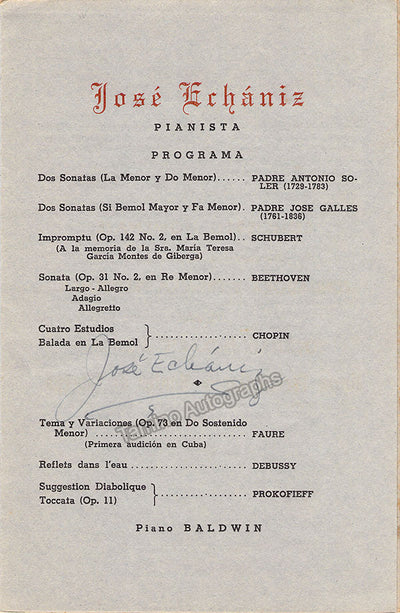 José Echániz
PIANISTA
PROGRAMA
Dos Sonatas (La Menor y Do Menor)...... PADRE ANTONIO SO-
LER (1729-1783)
Dos Sonatas (Si Bemol Mayor y Fa Menor). PADRE JOSE GALLES
(1761-1836)
Impromptu (Op. 142 No. 2, en La Bemol).. SCHUBERT
(A la memoria de la Sra. María Teresa
García Montes de Giberga)
Sonata (Op. 31 No. 2, en Re Menor)....... BEETHOVEN
Largo - Allegro
Adagio
Allegretto
Cuatro Estudios
Balada en La Bemol } .............. CHOPIN
José Echániz
Tamino Autographs
Tema y Variaciones (Op. 73 en Do Sostenido
Menor) .......................... FAURE
(Primera audición en Cuba)
Reflets dans l'eau .................... DEBUSSY
Suggestion Diabolique
Toccata (Op. 11) } .............. PROKOFIEFF
Piano BALDWIN